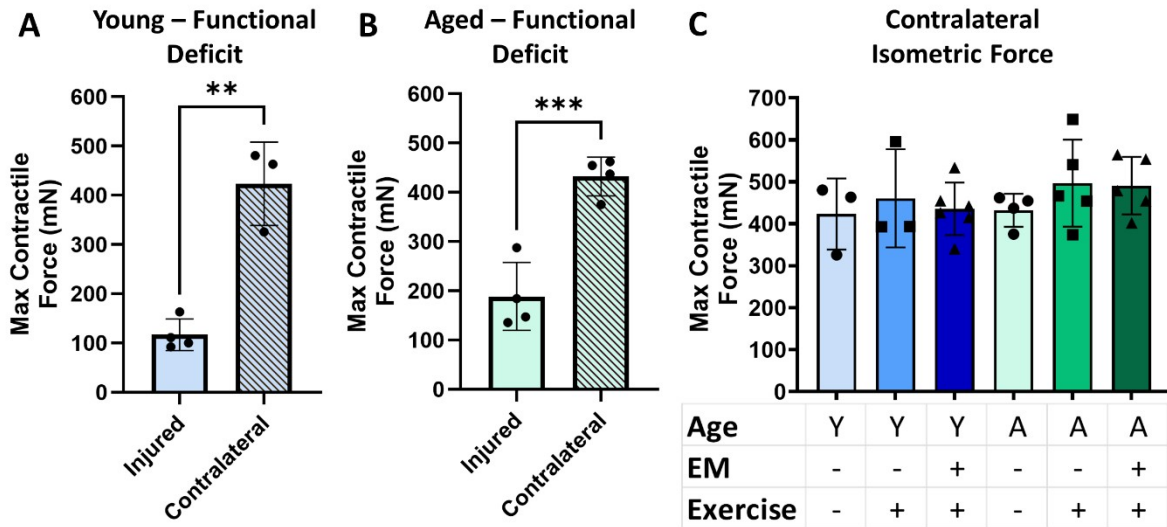 A
Young – Functional
Deficit
Max Contractile
Force (mN)
600
500
400
300
200
100
0
**
Injured
Contralateral
B
Aged – Functional
Deficit
Max Contractile
Force (mN)
600
500
400
300
200
100
0
***
Injured
Contralateral
C
Contralateral
Isometric Force
Max Contractile
Force (mN)
700
600
500
400
300
200
100
0
Age Y Y Y A A A
EM - - + - - +
Exercise - + + - + +